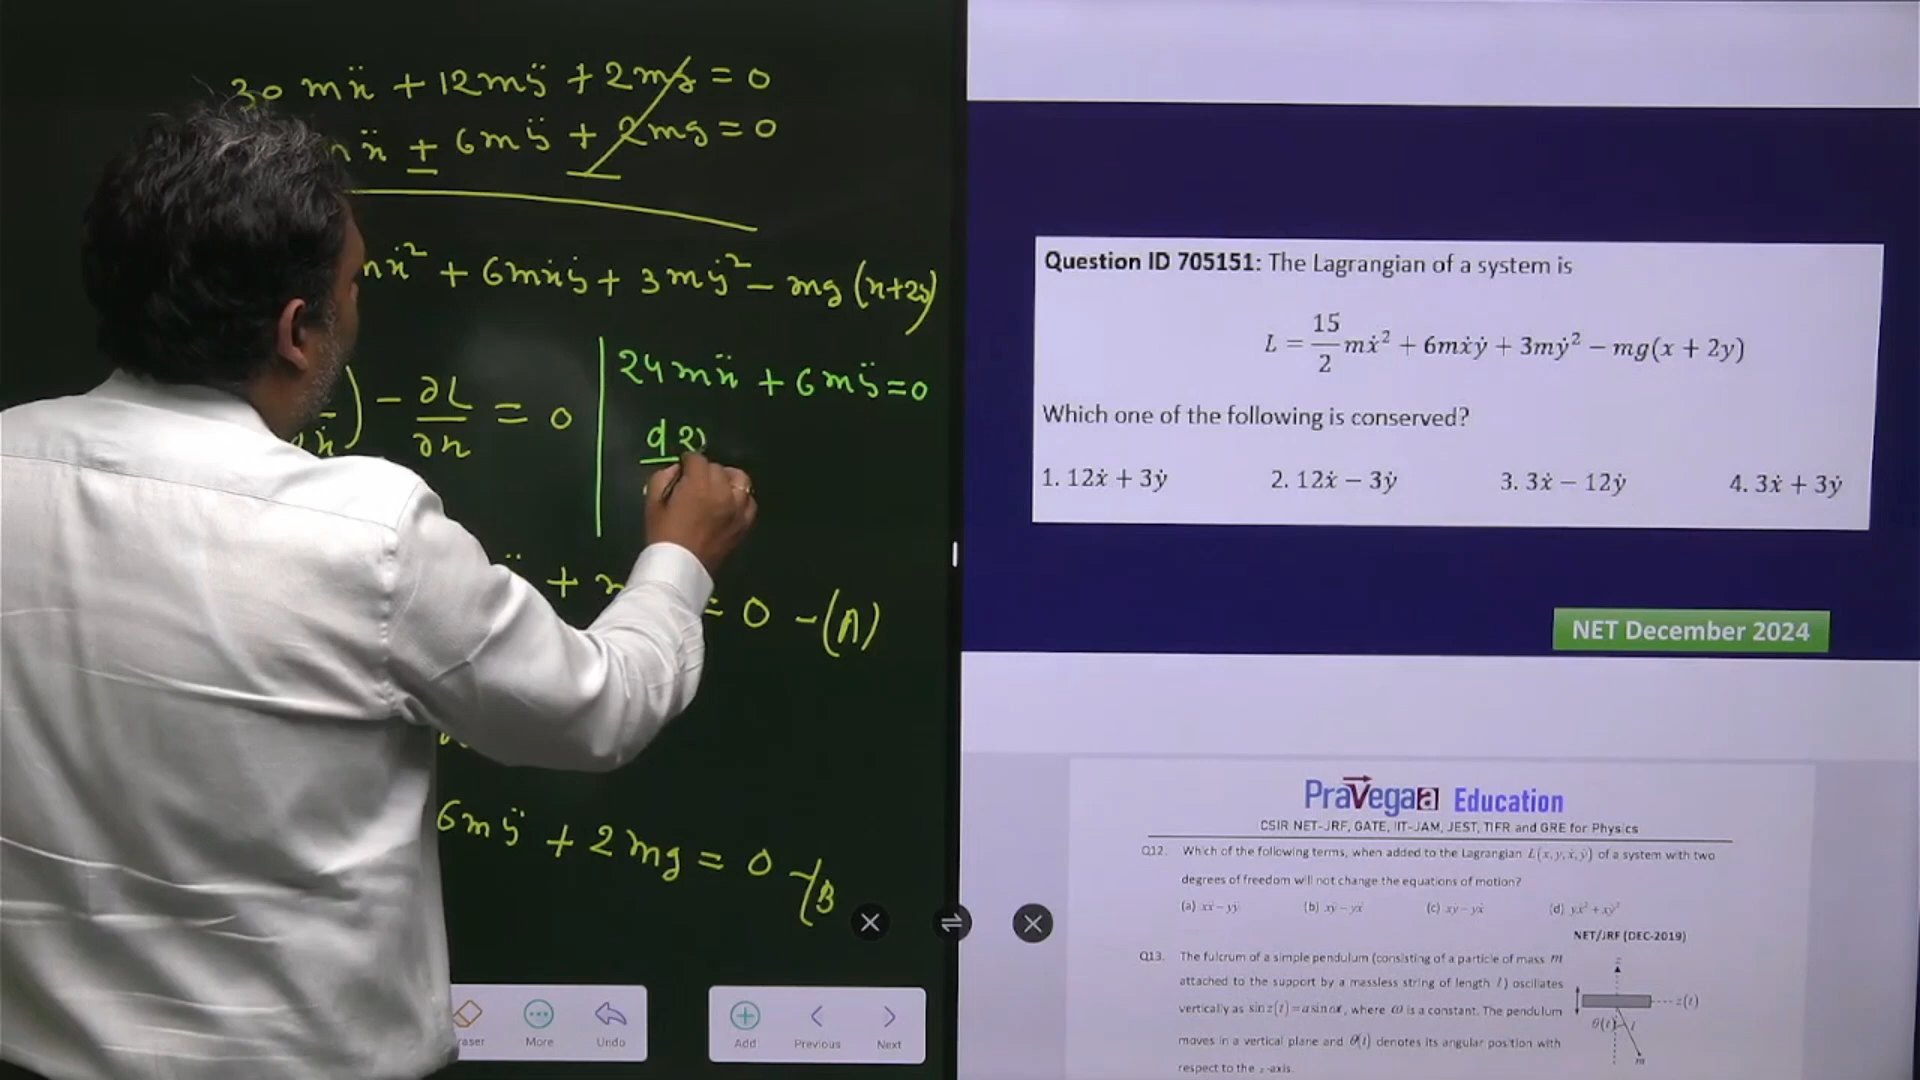 30 mẍ + 12mÿ + 2mg = 0
ẍ ± 6mÿ + 2mg = 0
mẋ² + 6mẋẏ + 3mẏ² − mg (x+2y)
) − ∂L/∂x = 0
24mẍ + 6mÿ = 0
d
+ = 0 −(A)
6mÿ + 2mg = 0 −(B
Eraser More Undo
Add Previous Next
Question ID 705151: The Lagrangian of a system is
L = 15/2 mẋ² + 6mẋẏ + 3mẏ² − mg(x + 2y)
Which one of the following is conserved?
1. 12ẋ + 3ẏ 2. 12ẋ − 3ẏ 3. 3ẋ − 12ẏ 4. 3ẋ + 3ẏ
NET December 2024
Pravegaa Education
CSIR NET-JRF, GATE, IIT-JAM, JEST, TIFR and GRE for Physics
Q12. Which of the following terms, when added to the Lagrangian L(x, y, ẋ, ẏ) of a system with two
degrees of freedom will not change the equations of motion?
(a) (b) (c) (d)
NET/JRF (DEC-2019)
Q13. The fulcrum of a simple pendulum (consisting of a particle of mass m
attached to the support by a massless string of length l) oscillates
vertically as sin z(t) = a sin ωt, where ω is a constant. The pendulum
moves in a vertical plane and θ(t) denotes its angular position with
respect to the z-axis.
z
z(t)
θ(t) l
m